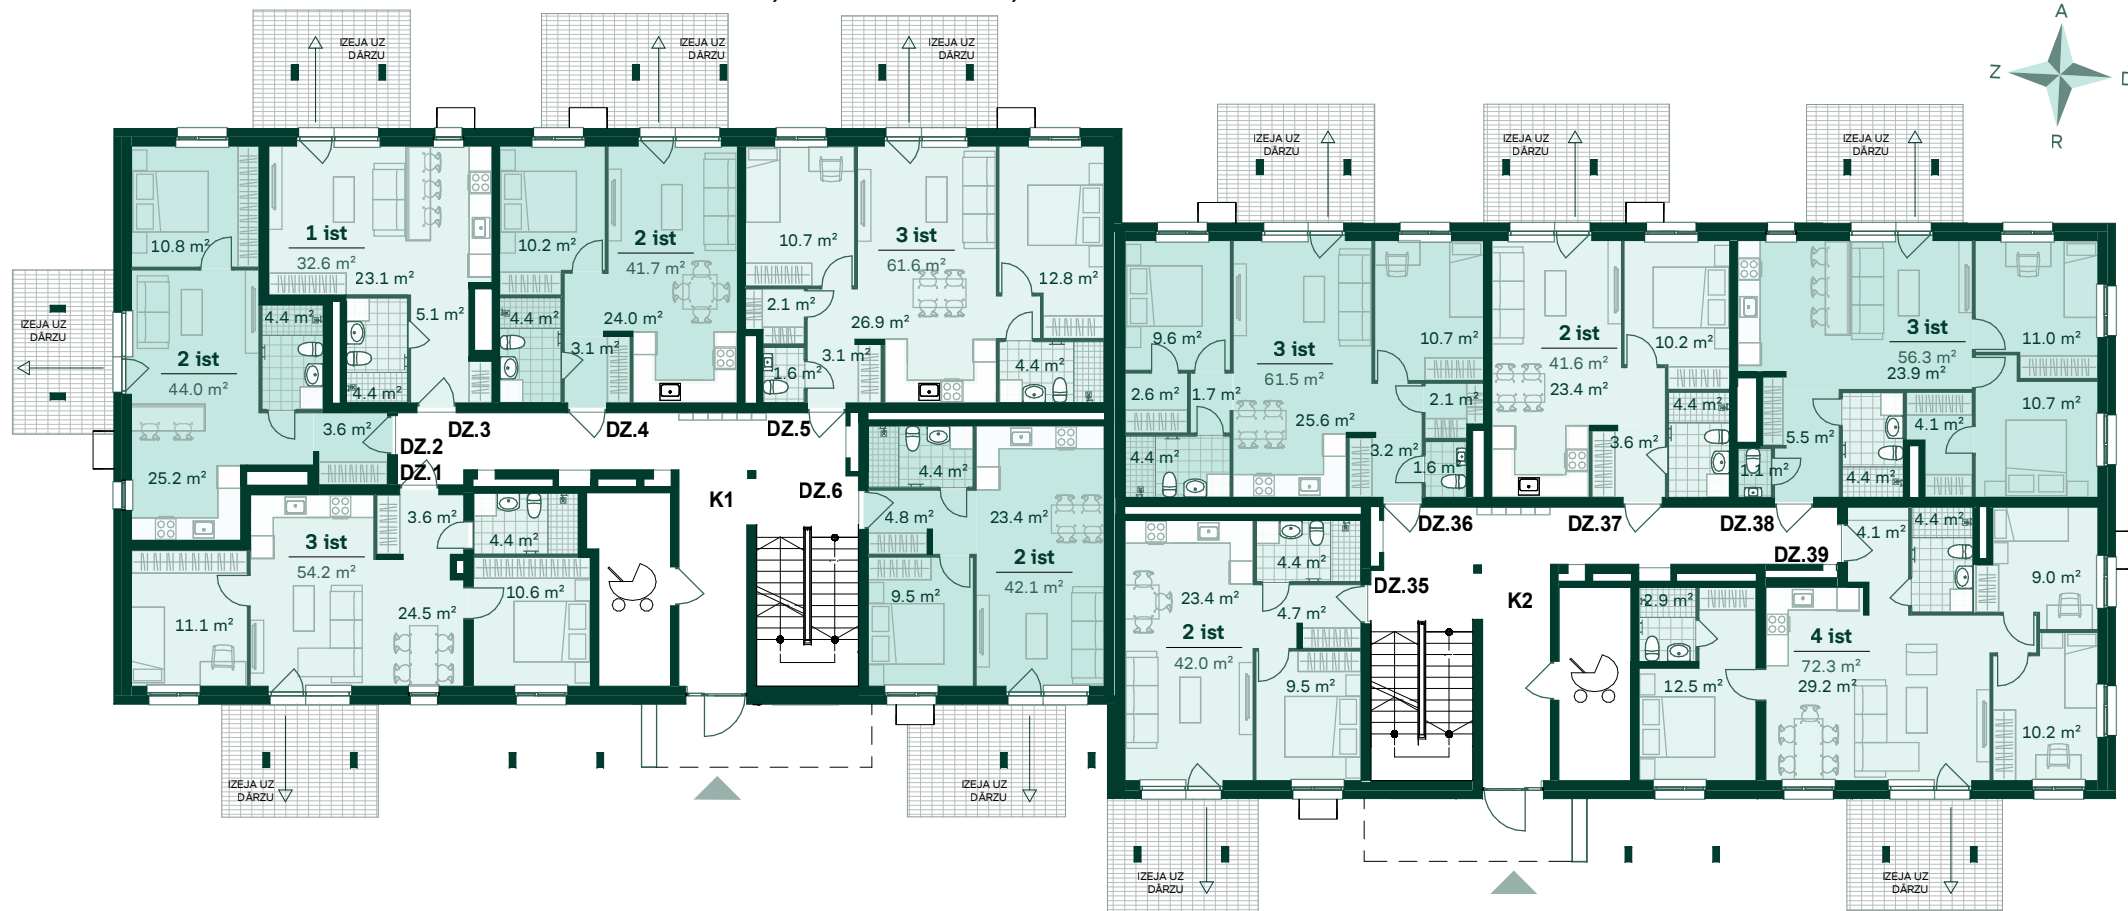 IZEJA UZ
DĀRZU
IZEJA UZ
DĀRZU
IZEJA UZ
DĀRZU
A
Z
R
IZEJA UZ
DĀRZU
IZEJA UZ
DĀRZU
IZEJA UZ
DĀRZU
IZEJA UZ
DĀRZU
10.8 m²
4.4 m²
2 ist
44.0 m²
3.6 m²
25.2 m²
1 ist
32.6 m²
23.1 m²
5.1 m²
4.4 m²
10.2 m²
2 ist
41.7 m²
4.4 m²
24.0 m²
3.1 m²
10.7 m²
3 ist
61.6 m²
12.8 m²
2.1 m²
26.9 m²
3.1 m²
1.6 m²
4.4 m²
DZ.2
DZ.1
DZ.3
DZ.4
DZ.5
DZ.6
K1
3.6 m²
4.4 m²
3 ist
54.2 m²
24.5 m²
11.1 m²
10.6 m²
4.4 m²
4.8 m²
23.4 m²
2 ist
42.1 m²
9.5 m²
9.6 m²
3 ist
61.5 m²
10.7 m²
2.6 m²
1.7 m²
25.6 m²
2.1 m²
4.4 m²
3.2 m²
1.6 m²
2 ist
41.6 m²
23.4 m²
10.2 m²
4.4 m²
3.6 m²
3 ist
56.3 m²
23.9 m²
11.0 m²
10.7 m²
5.5 m²
4.1 m²
1.1 m²
4.4 m²
DZ.36
DZ.37
DZ.38
DZ.39
DZ.35
K2
4.4 m²
23.4 m²
4.7 m²
2 ist
42.0 m²
9.5 m²
2.9 m²
12.5 m²
4 ist
72.3 m²
29.2 m²
4.1 m²
4.4 m²
9.0 m²
10.2 m²
IZEJA UZ
DĀRZU
IZEJA UZ
DĀRZU
IZEJA UZ
DĀRZU
IZEJA UZ
DĀRZU